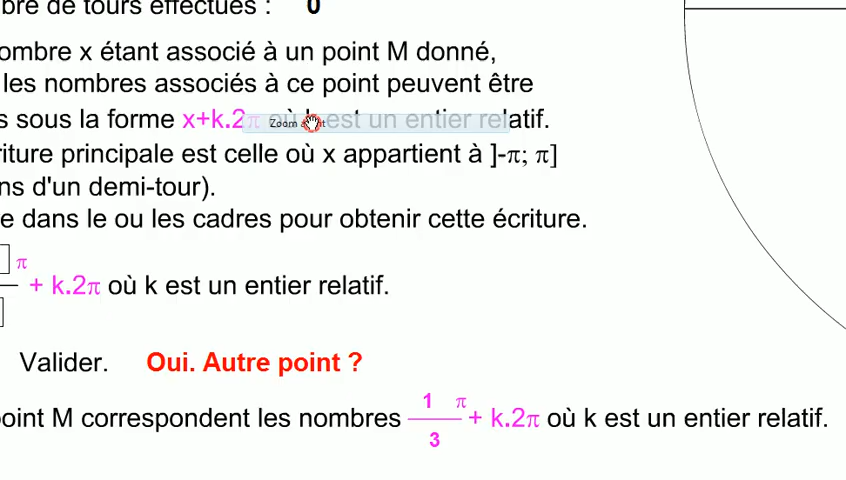 bre de tours effectués : 0
ombre x étant associé à un point M donné,
les nombres associés à ce point peuvent être
s sous la forme x+k.2π où k est un entier relatif.
Zoom
riture principale est celle où x appartient à ]-π; π]
ns d'un demi-tour).
e dans le ou les cadres pour obtenir cette écriture.
π
+ k.2π où k est un entier relatif.
Valider. Oui. Autre point ?
point M correspondent les nombres 1/3 π + k.2π où k est un entier relatif.